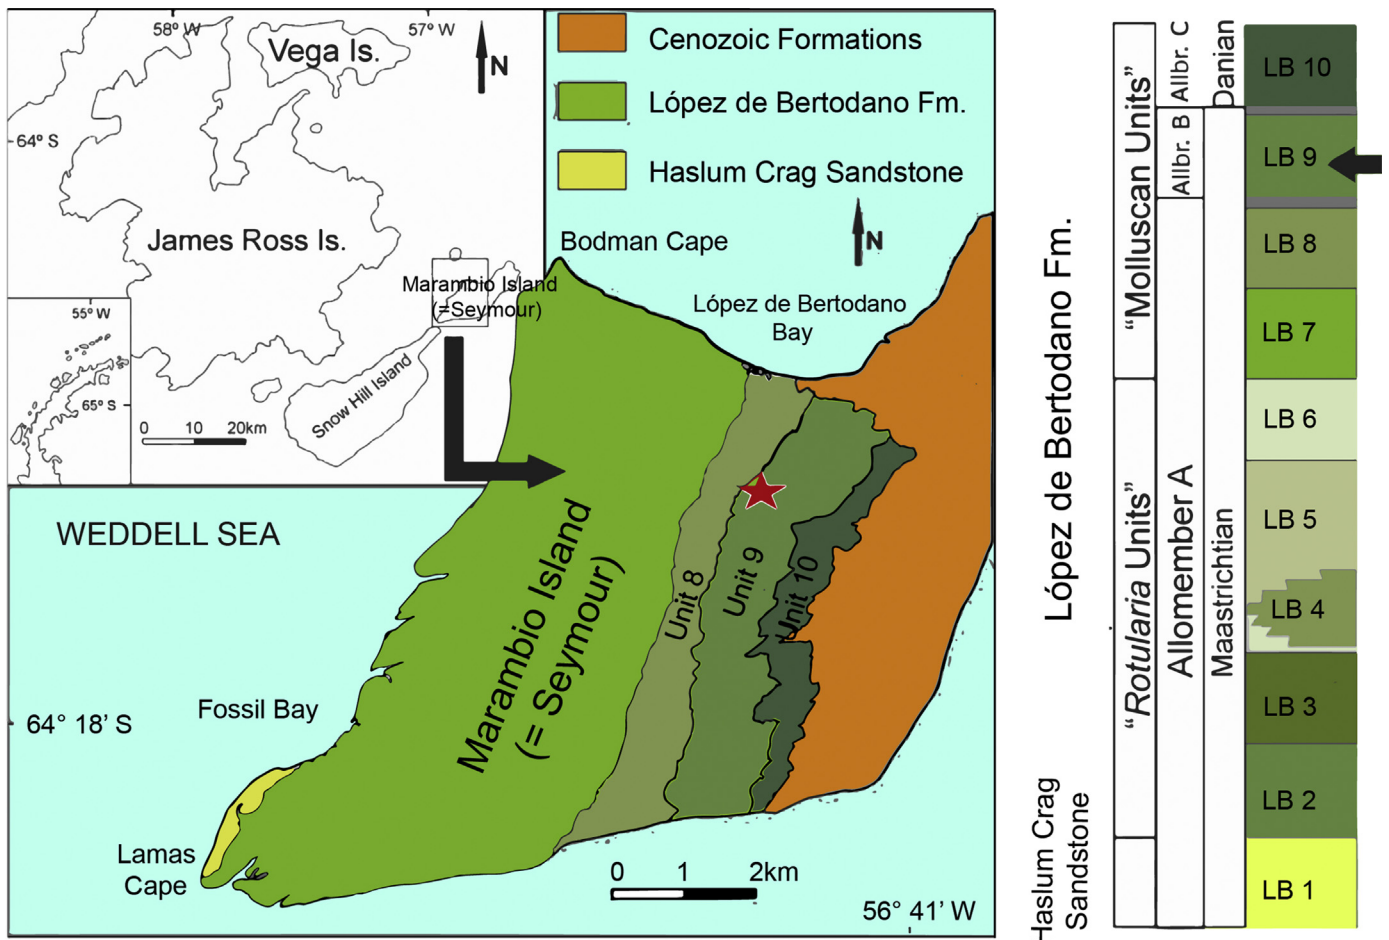 58° W
57° W
Vega Is.
N
64° S
James Ross Is.
Marambio Island
(=Seymour)
55° W
65° S
Snow Hill Island
0 10 20km
Cenozoic Formations
López de Bertodano Fm.
Haslum Crag Sandstone
N
Bodman Cape
López de Bertodano
Bay
WEDDELL SEA
Marambio Island
(= Seymour)
Unit 8
Unit 9
Unit 10
Fossil Bay
64° 18' S
Lamas
Cape
0 1 2km
56° 41' W
López de Bertodano Fm.
Haslum Crag
Sandstone
"Molluscan Units"
"Rotularia Units"
Allbr. C
Allbr. B
Allomember A
Danian
Maastrichtian
LB 10
LB 9
LB 8
LB 7
LB 6
LB 5
LB 4
LB 3
LB 2
LB 1